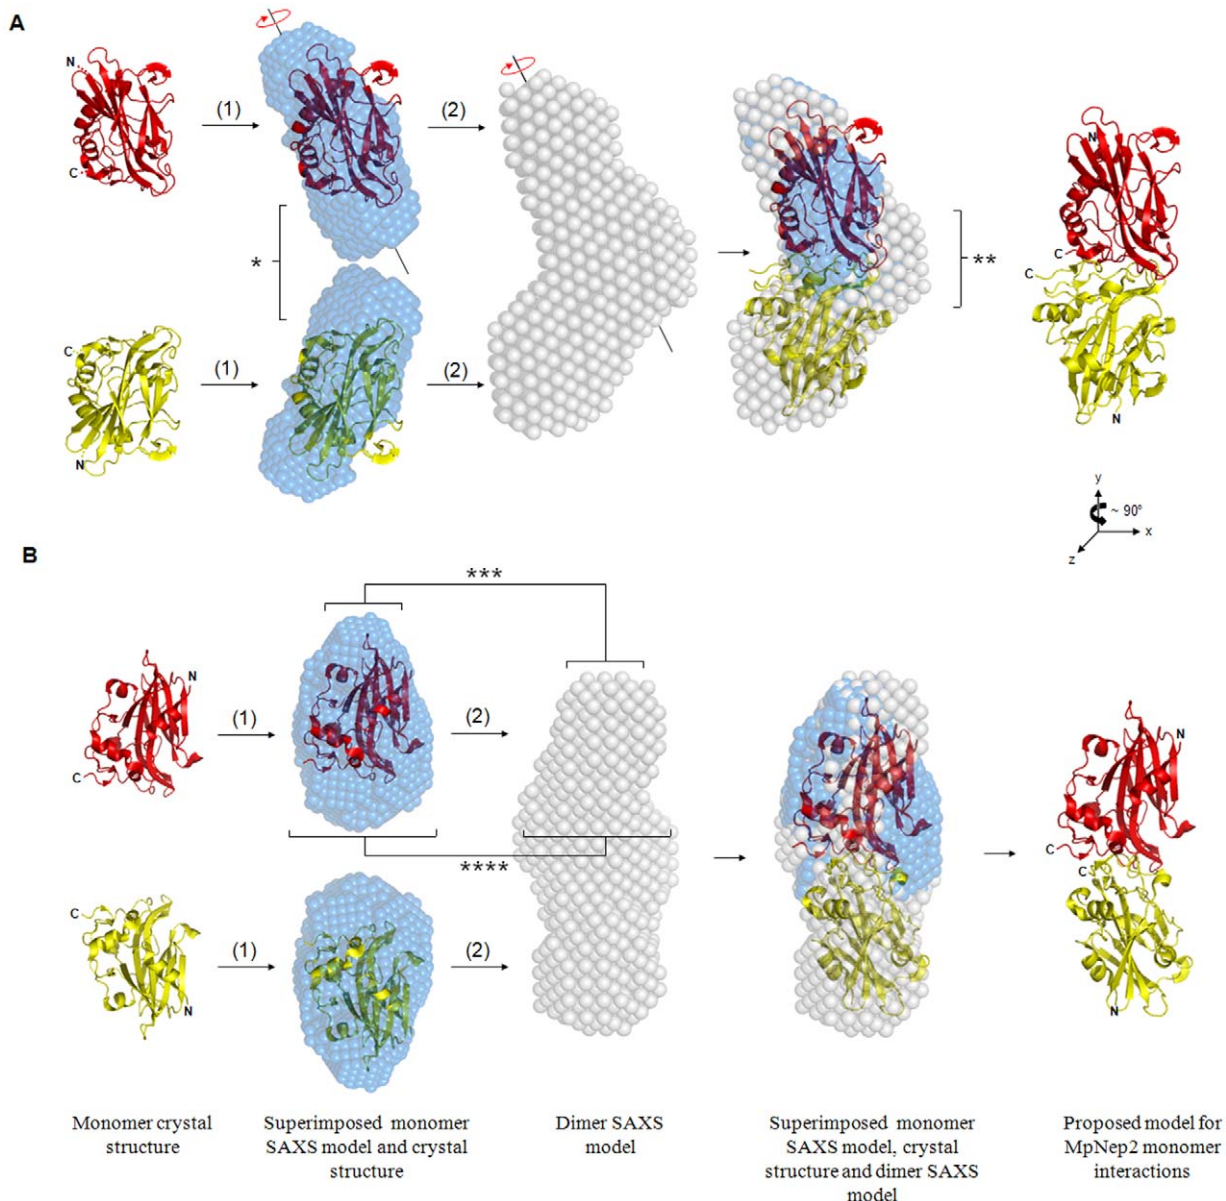 A
N
C
(1)
(2)
*
C
N
(1)
(2)
**
N
C
C
N
y
~ 90º
x
z
B
***
N
C
(1)
(2)
****
C
N
(1)
(2)
N
C
C
N
Monomer crystal
structure
Superimposed monomer
SAXS model and crystal
structure
Dimer SAXS
model
Superimposed monomer
SAXS model, crystal
structure and dimer SAXS
model
Proposed model for
MpNep2 monomer
interactions